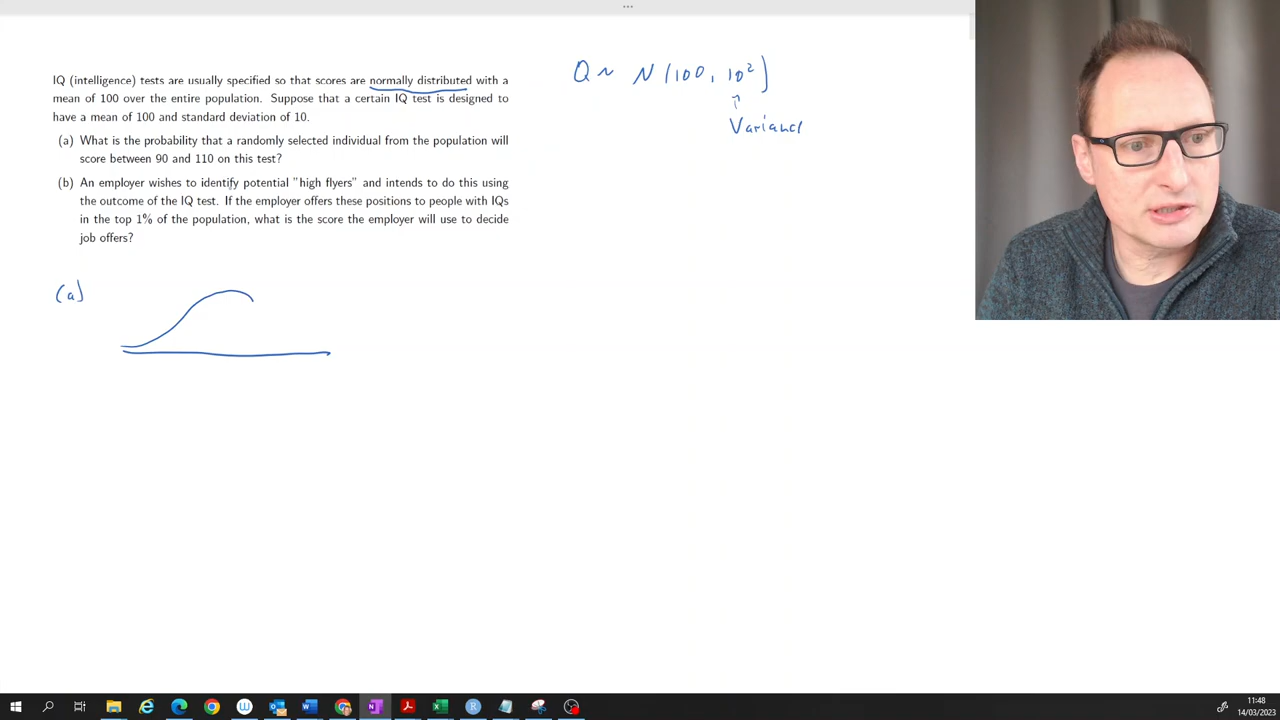 IQ (intelligence) tests are usually specified so that scores are normally distributed with a
mean of 100 over the entire population. Suppose that a certain IQ test is designed to
have a mean of 100 and standard deviation of 10.
(a) What is the probability that a randomly selected individual from the population will
score between 90 and 110 on this test?
(b) An employer wishes to identify potential "high flyers" and intends to do this using
the outcome of the IQ test. If the employer offers these positions to people with IQs
in the top 1% of the population, what is the score the employer will use to decide
job offers?
Q ~ N(100, 10²)
↑
Variance
(a)
11:48
14/03/2023